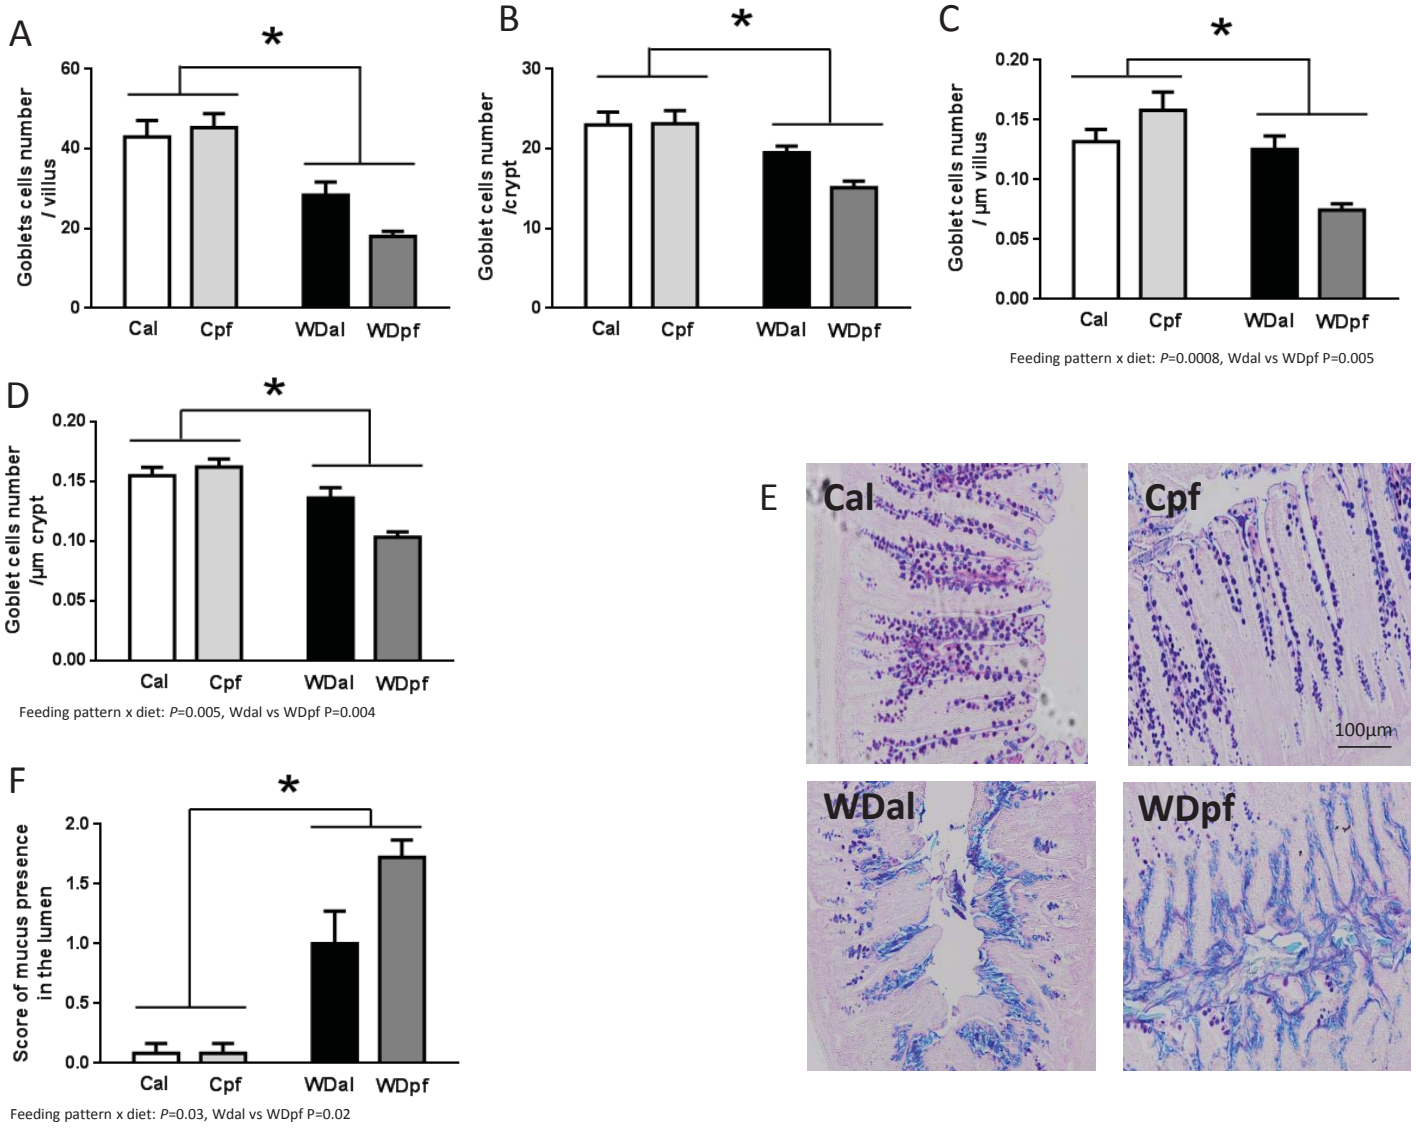 A
*
Goblets cells number
/ villus
60
40
20
0
Cal
Cpf
WDal
WDpf
B
*
Goblet cells number
/crypt
30
20
10
0
Cal
Cpf
WDal
WDpf
C
*
Goblet cells number
/ µm villus
0.20
0.15
0.10
0.05
0.00
Cal
Cpf
WDal
WDpf
Feeding pattern x diet: P=0.0008, Wdal vs WDpf P=0.005
D
*
Goblet cells number
/µm crypt
0.20
0.15
0.10
0.05
0.00
Cal
Cpf
WDal
WDpf
Feeding pattern x diet: P=0.005, Wdal vs WDpf P=0.004
E
Cal
Cpf
100µm
WDal
WDpf
F
*
Score of mucus presence
in the lumen
2.0
1.5
1.0
0.5
0.0
Cal
Cpf
WDal
WDpf
Feeding pattern x diet: P=0.03, Wdal vs WDpf P=0.02